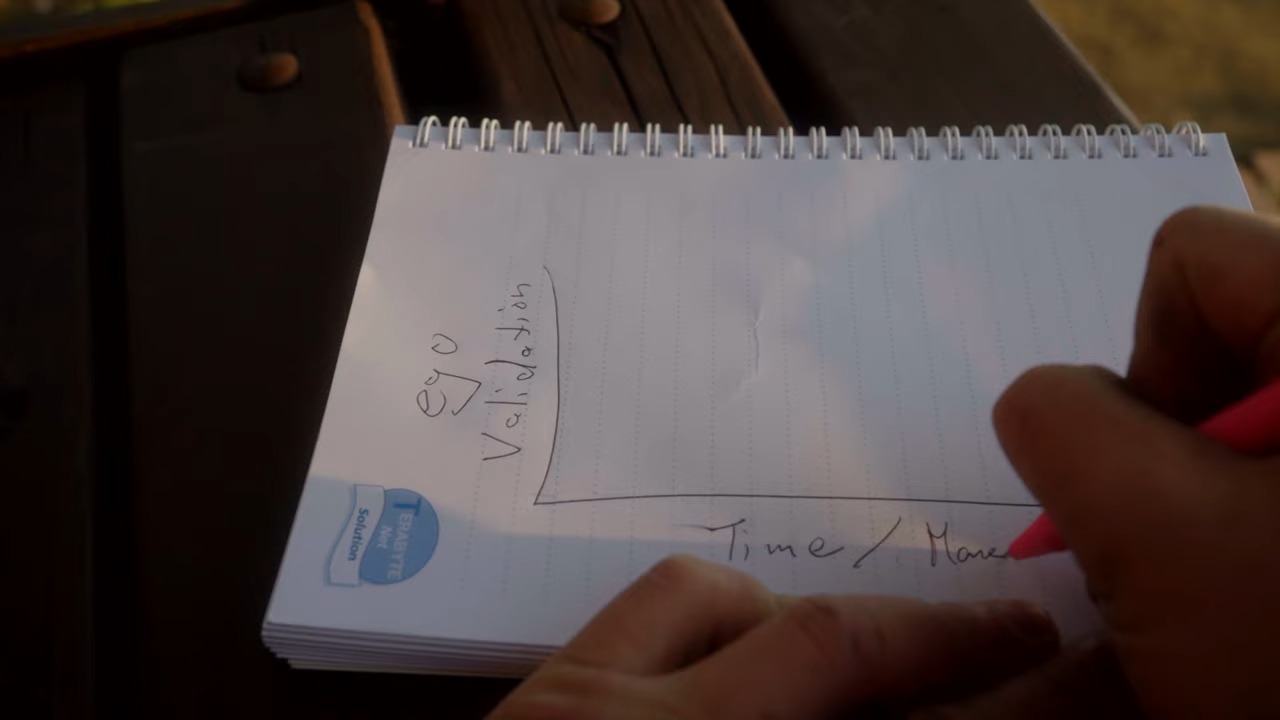 ego
Validation
Time / Mone
TERABYTE
Net
Solution